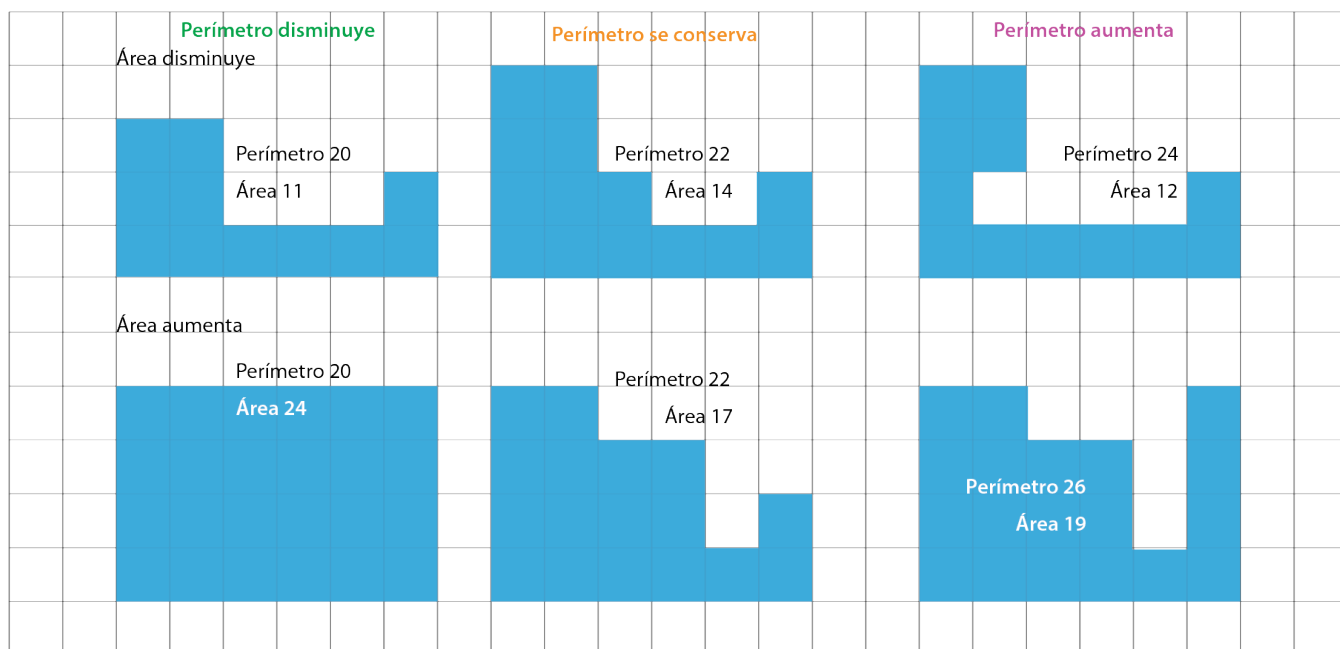 Perímetro disminuye
Perímetro se conserva
Perímetro aumenta
Área disminuye
Perímetro 20
Área 11
Perímetro 22
Área 14
Perímetro 24
Área 12
Área aumenta
Perímetro 20
Área 24
Perímetro 22
Área 17
Perímetro 26
Área 19